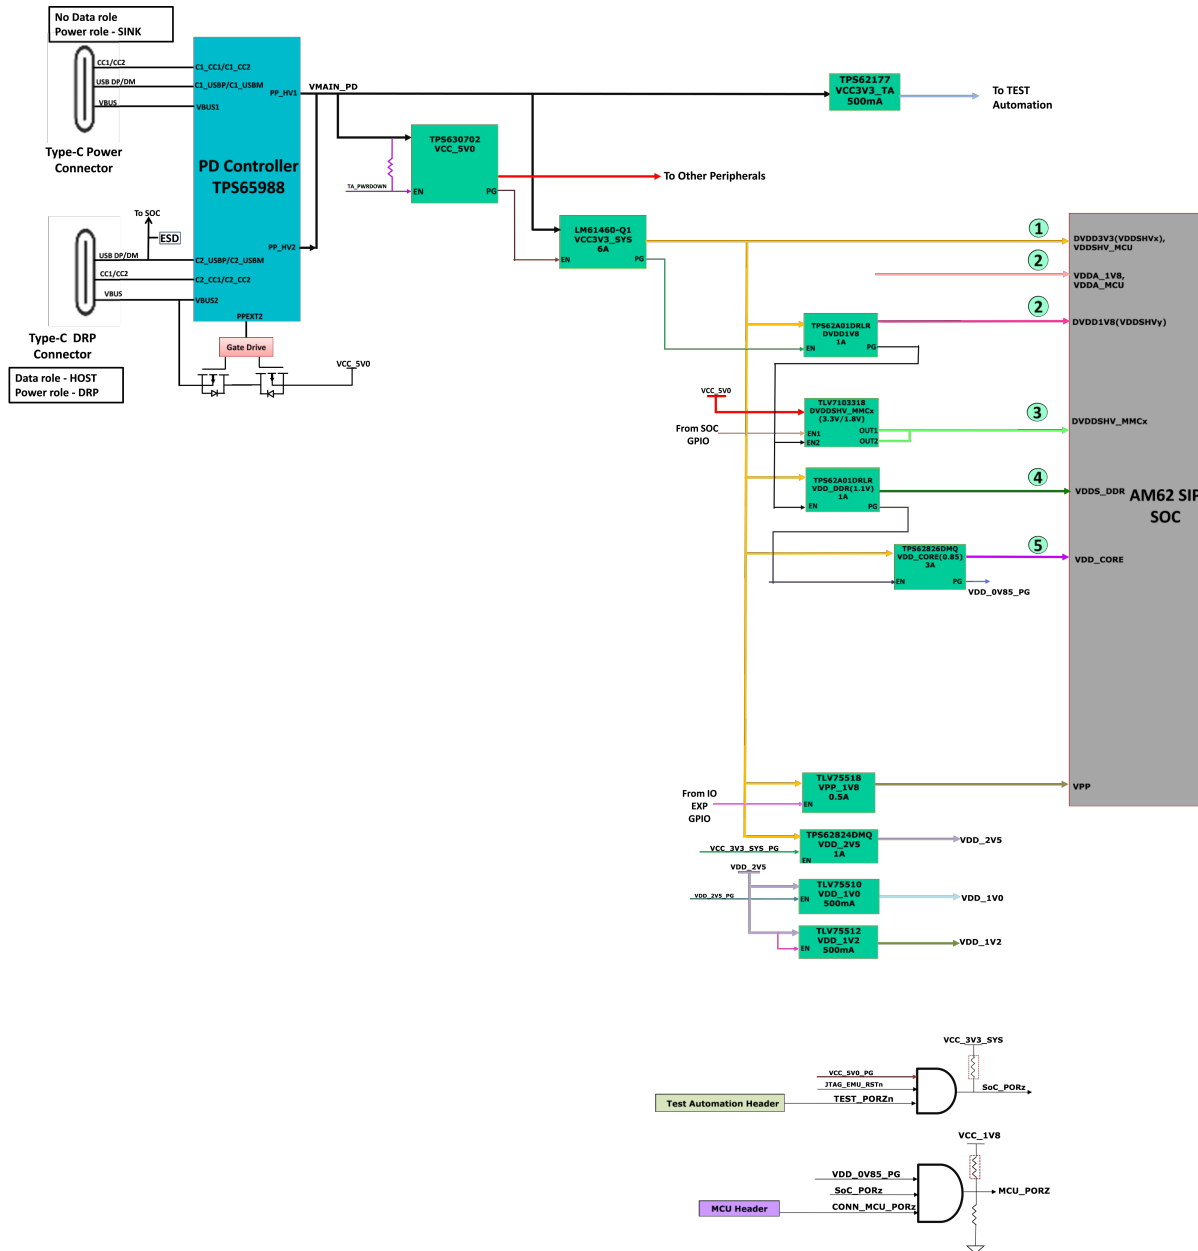 No Data role
Power role - SINK
CC1/CC2
USB DP/DM
VBUS
Type-C Power
Connector
C1_CC1/C1_CC2
C1_USBP/C1_USBM
VBUS1
PP_HV1
PD Controller
TPS65988
PP_HV2
C2_USBP/C2_USBM
C2_CC1/C2_CC2
VBUS2
PPEXT2
To SOC
ESD
USB DP/DM
CC1/CC2
VBUS
Type-C DRP
Connector
Data role - HOST
Power role - DRP
Gate Drive
VCC_5V0
VMAIN_PD
TPS62177
VCC3V3_TA
500mA
To TEST
Automation
TPS630702
VCC_5V0
EN
PG
TA_PWRDOWN
To Other Peripherals
LM61460-Q1
VCC3V3_SYS
6A
PG
EN
1
DVDD3V3(VDDSHVx),
VDDSHV_MCU
2
VDDA_1V8,
VDDA_MCU
2
DVDD1V8(VDDSHVy)
TPS62A01DRLR
DVDD1V8
1A
EN
PG
VCC_5V0
TLV7103318
DVDDSHV_MMCx
(3.3V/1.8V)
EN1
EN2
OUT1
OUT2
From SOC
GPIO
3
DVDDSHV_MMCx
TPS62A01DRLR
VDD_DDR(1.1V)
1A
EN
PG
4
VDDS_DDR
AM62 SIP
SOC
TPS62826DMQ
VDD_CORE(0.85)
3A
EN
PG
5
VDD_CORE
VDD_0V85_PG
TLV75518
VPP_1V8
0.5A
EN
From IO
EXP
GPIO
VPP
TPS62824DMQ
VDD_2V5
1A
EN
VCC_3V3_SYS_PG
VDD_2V5
VDD_2V5
TLV75510
VDD_1V0
500mA
EN
VDD_2V5_PG
VDD_1V0
TLV75512
VDD_1V2
500mA
EN
VDD_1V2
VCC_3V3_SYS
VCC_5V0_PG
JTAG_EMU_RSTn
TEST_PORZn
Test Automation Header
SoC_PORz
VCC_1V8
VDD_0V85_PG
SoC_PORz
CONN_MCU_PORz
MCU Header
MCU_PORZ